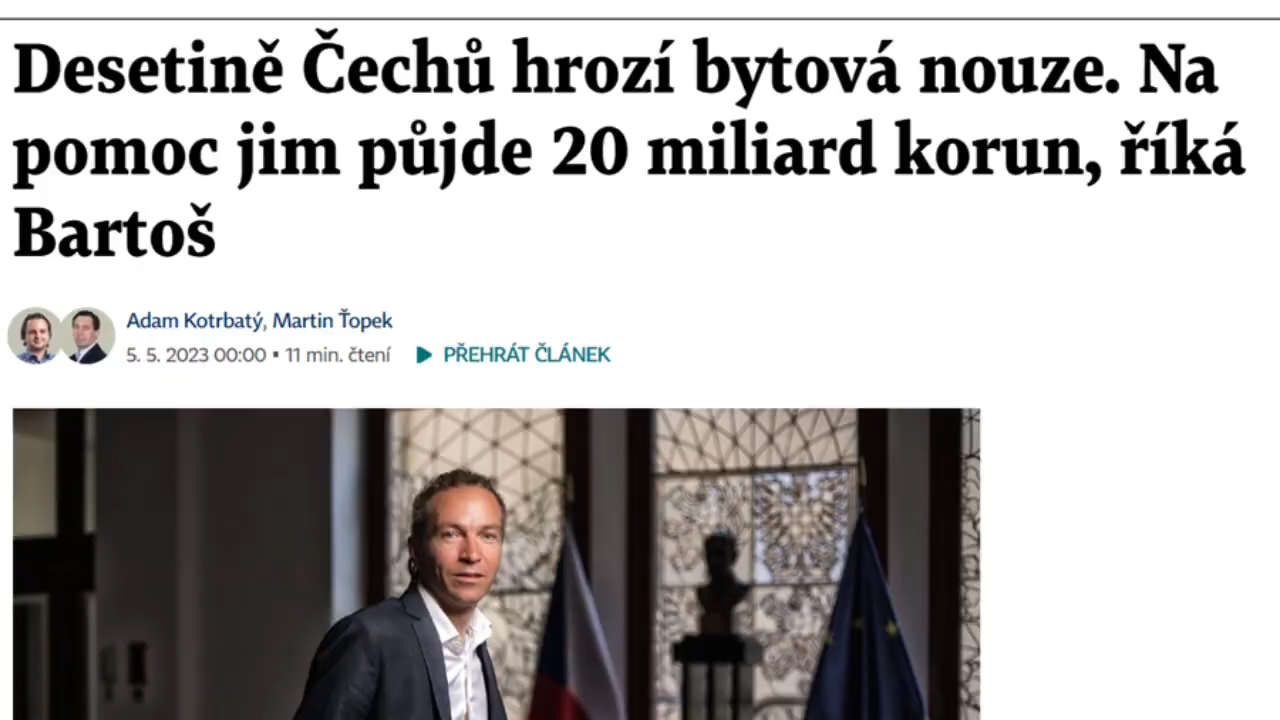 Desetině Čechů hrozí bytová nouze. Na
pomoc jim půjde 20 miliard korun, říká
Bartoš
Adam Kotrbatý, Martin Ťopek
5. 5. 2023 00:00 ▪ 11 min. čtení ▶ PŘEHRÁT ČLÁNEK